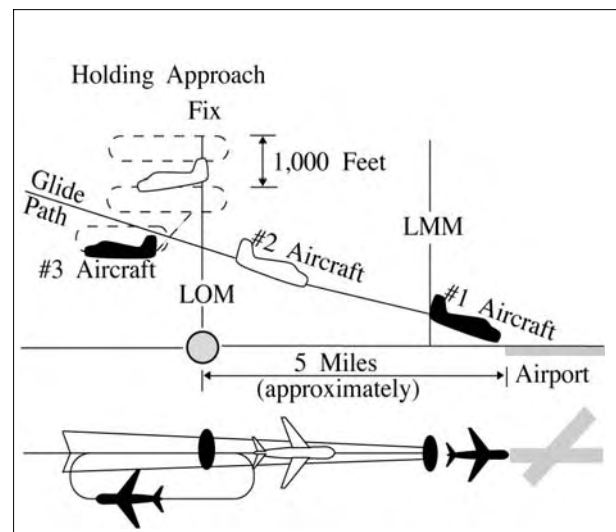 Holding Approach
Fix
1,000 Feet
Glide
Path
#2 Aircraft
LMM
#3 Aircraft
LOM
#1 Aircraft
5 Miles
(approximately)
Airport